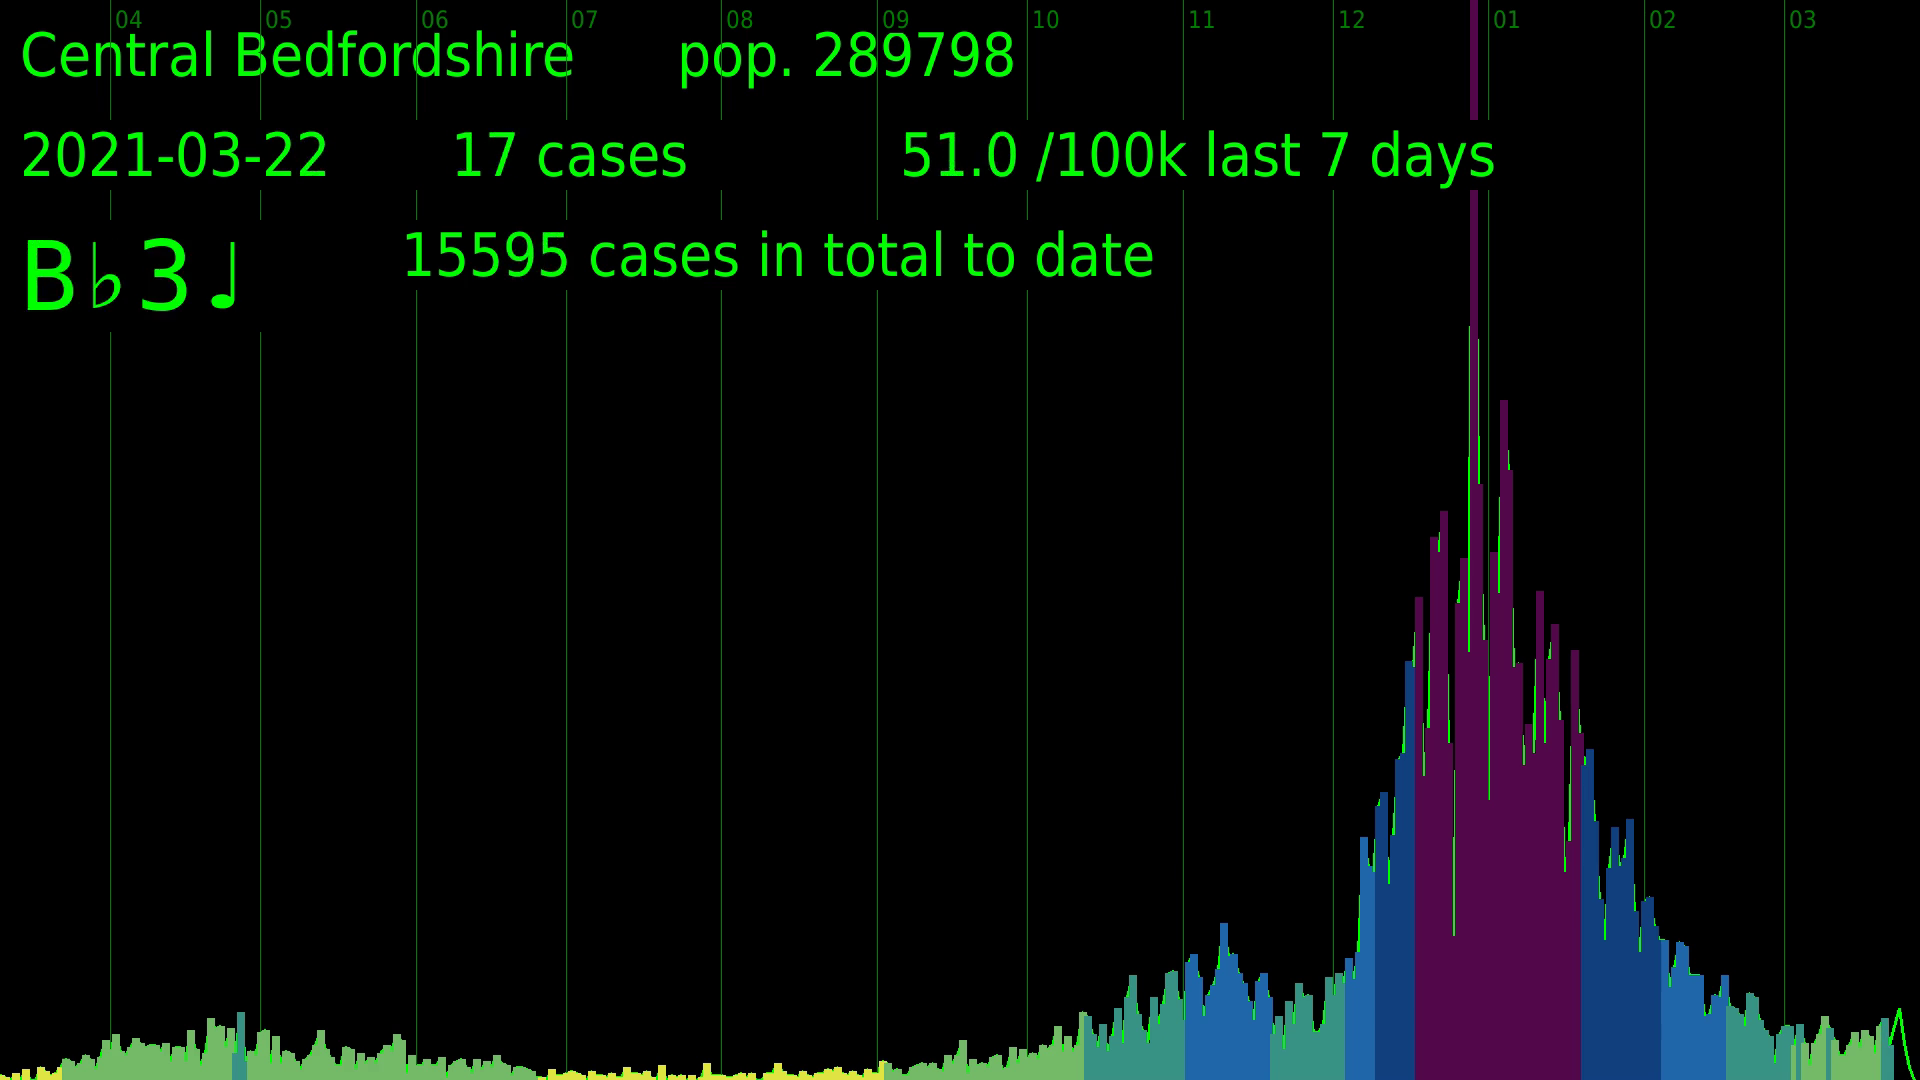 04 05 06 07 08 09 10 11 12 01 02 03
Central Bedfordshire pop. 289798
2021-03-22 17 cases 51.0 /100k last 7 days
B♭3♩ 15595 cases in total to date